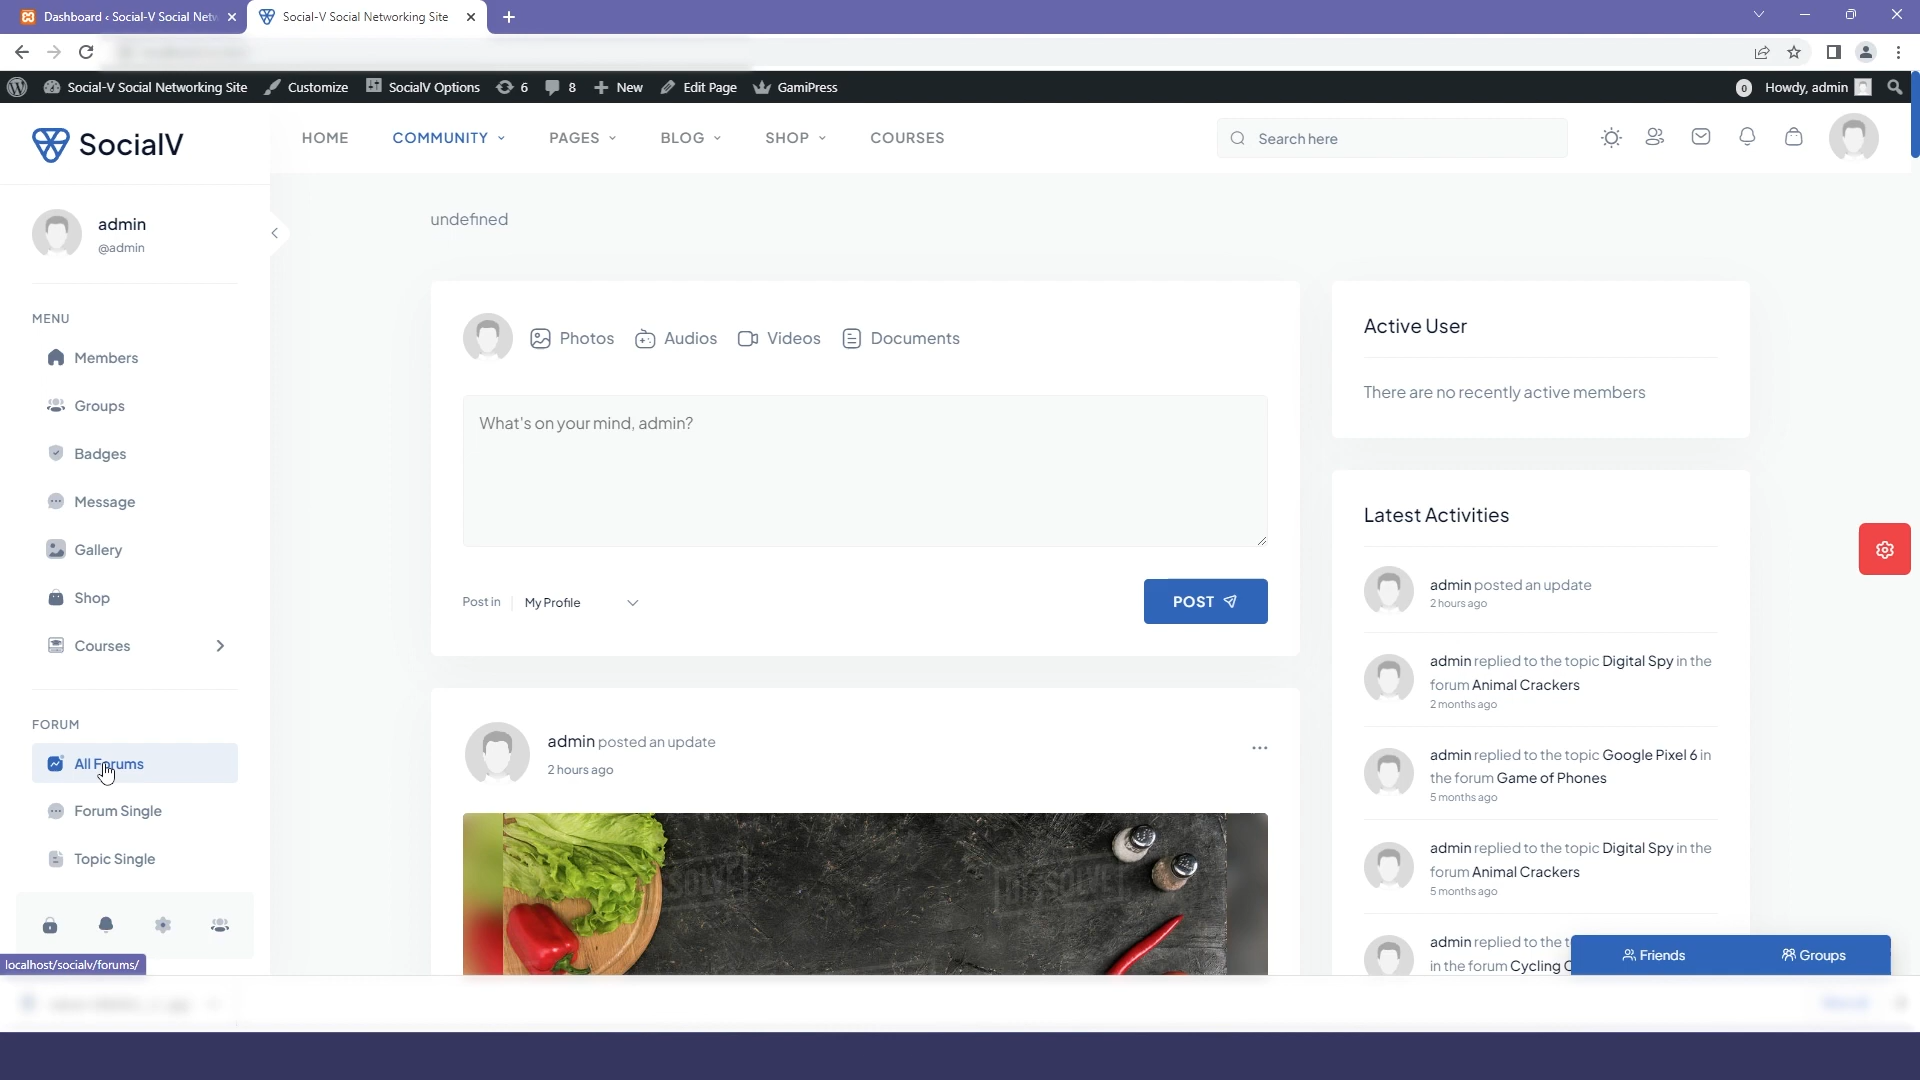 Dashboard ‹ Social-V Social Netw
Social-V Social Networking Site
Social-V Social Networking Site
Customize
SocialV Options
6
8
New
Edit Page
GamiPress
0
Howdy, admin
SocialV
HOME
COMMUNITY
PAGES
BLOG
SHOP
COURSES
Search here
admin
@admin
MENU
Members
Groups
Badges
Message
Gallery
Shop
Courses
FORUM
All Forums
Forum Single
Topic Single
localhost/socialv/forums/
undefined
Photos
Audios
Videos
Documents
What's on your mind, admin?
Post in
My Profile
POST
admin posted an update
2 hours ago
Active User
There are no recently active members
Latest Activities
admin posted an update
2 hours ago
admin replied to the topic Digital Spy in the
forum Animal Crackers
2 months ago
admin replied to the topic Google Pixel 6 in
the forum Game of Phones
5 months ago
admin replied to the topic Digital Spy in the
forum Animal Crackers
5 months ago
admin replied to the
in the forum Cycling
Friends
Groups